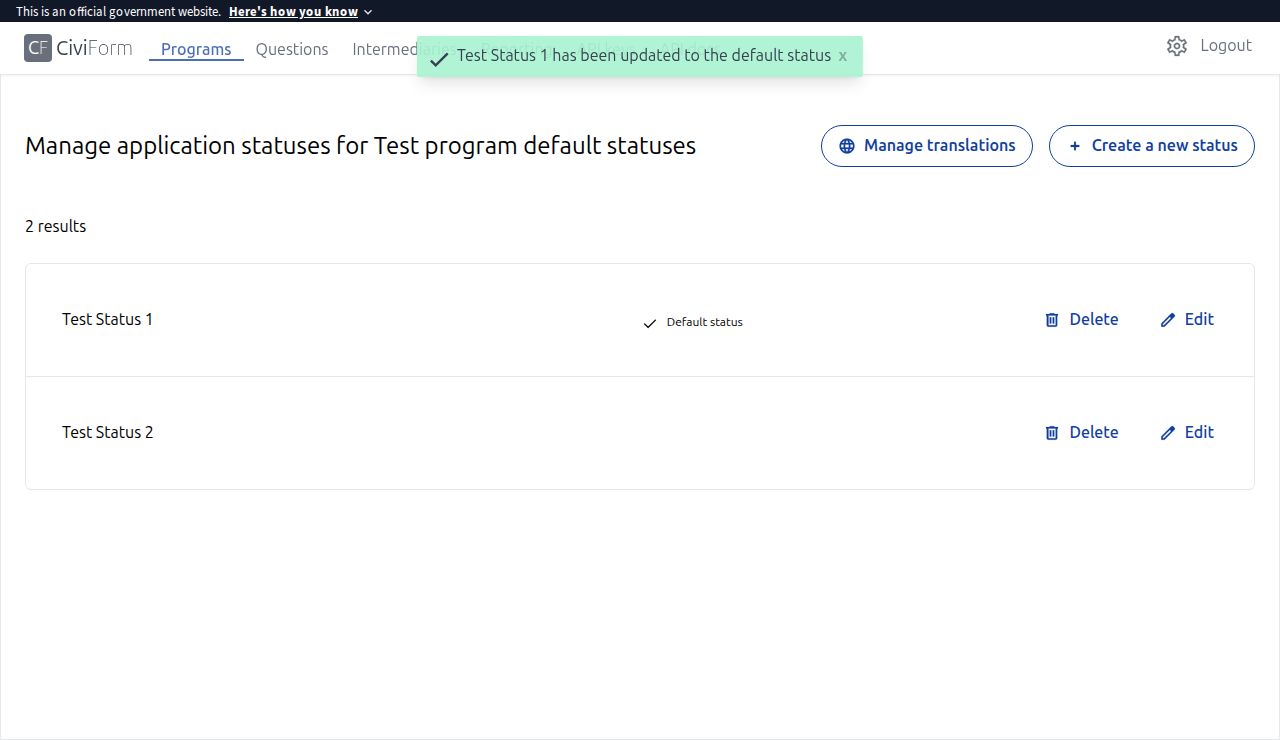 This is an official government website. Here's how you know
CF CiviForm Programs Questions Intermediaries Logout
Test Status 1 has been updated to the default status x
Manage application statuses for Test program default statuses Manage translations + Create a new status
2 results
Test Status 1 Default status Delete Edit
Test Status 2 Delete Edit